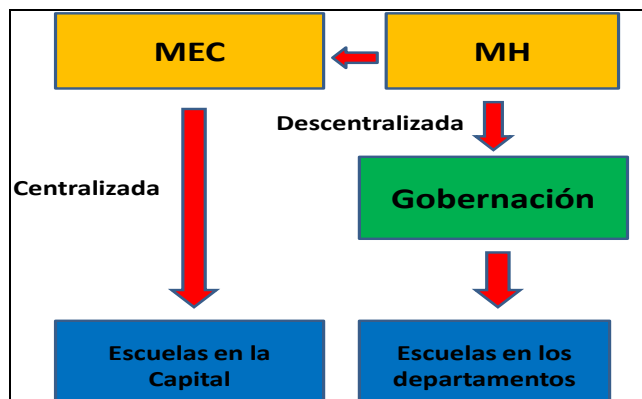 MEC
MH
Descentralizada
Centralizada
Gobernación
Escuelas en la
Capital
Escuelas en los
departamentos